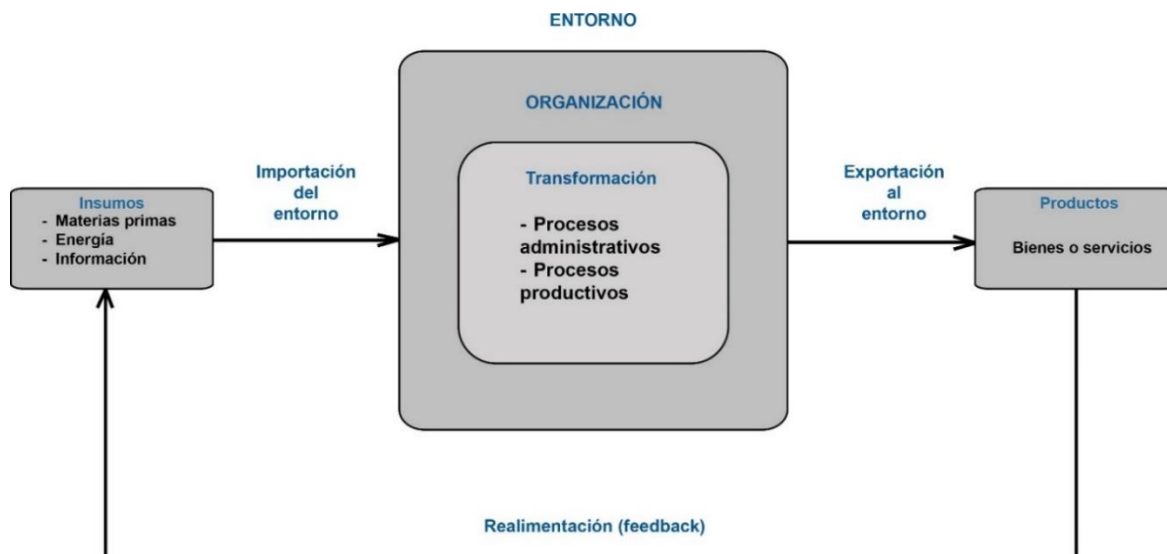 ENTORNO
ORGANIZACIÓN
Importación
del
entorno
Transformación
Exportación
al
entorno
Insumos
- Materias primas
- Energía
- Información
- Procesos
administrativos
- Procesos
productivos
Productos
Bienes o servicios
Realimentación (feedback)